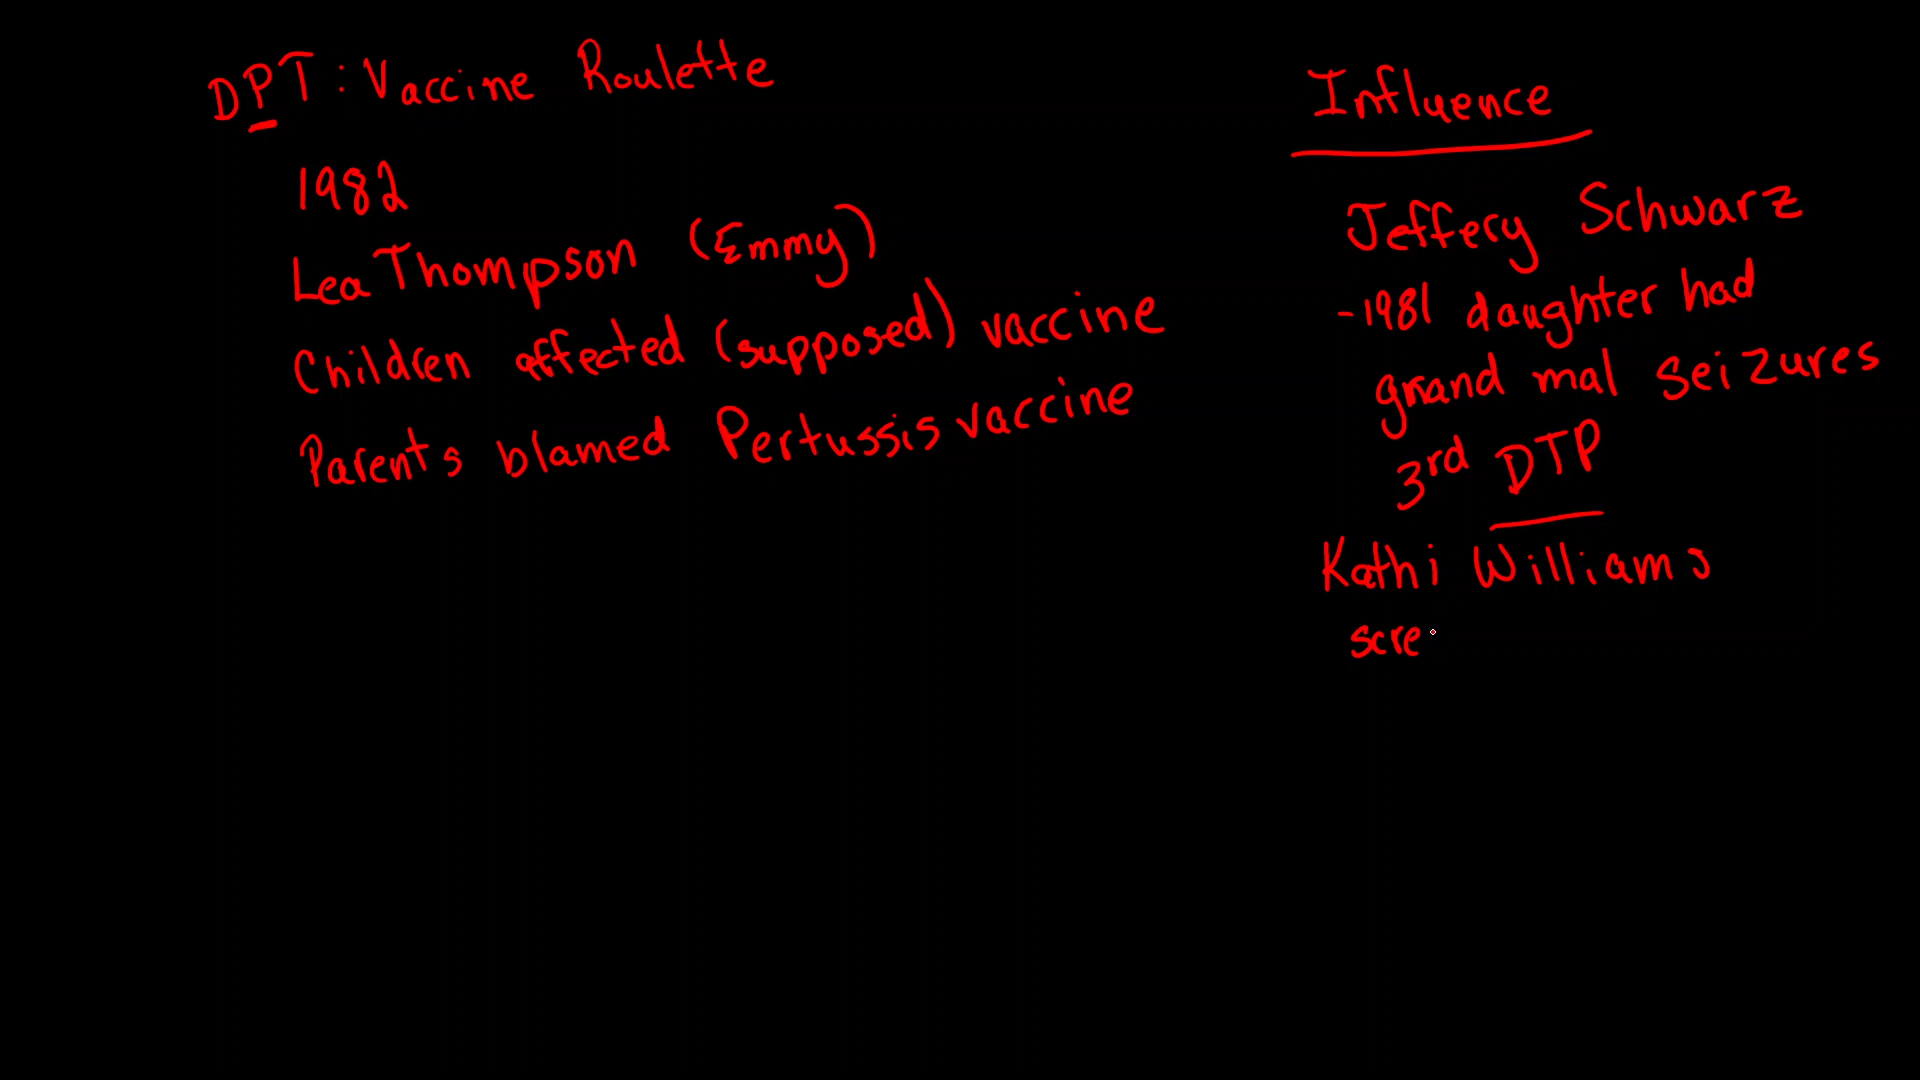 DPT: Vaccine Roulette
1982
Lea Thompson (Emmy)
Children affected (supposed) vaccine
Parents blamed Pertussis vaccine
Influence
Jeffery Schwarz
-1981 daughter had
grand mal seizures
3rd DTP
Kathi Williams
scre